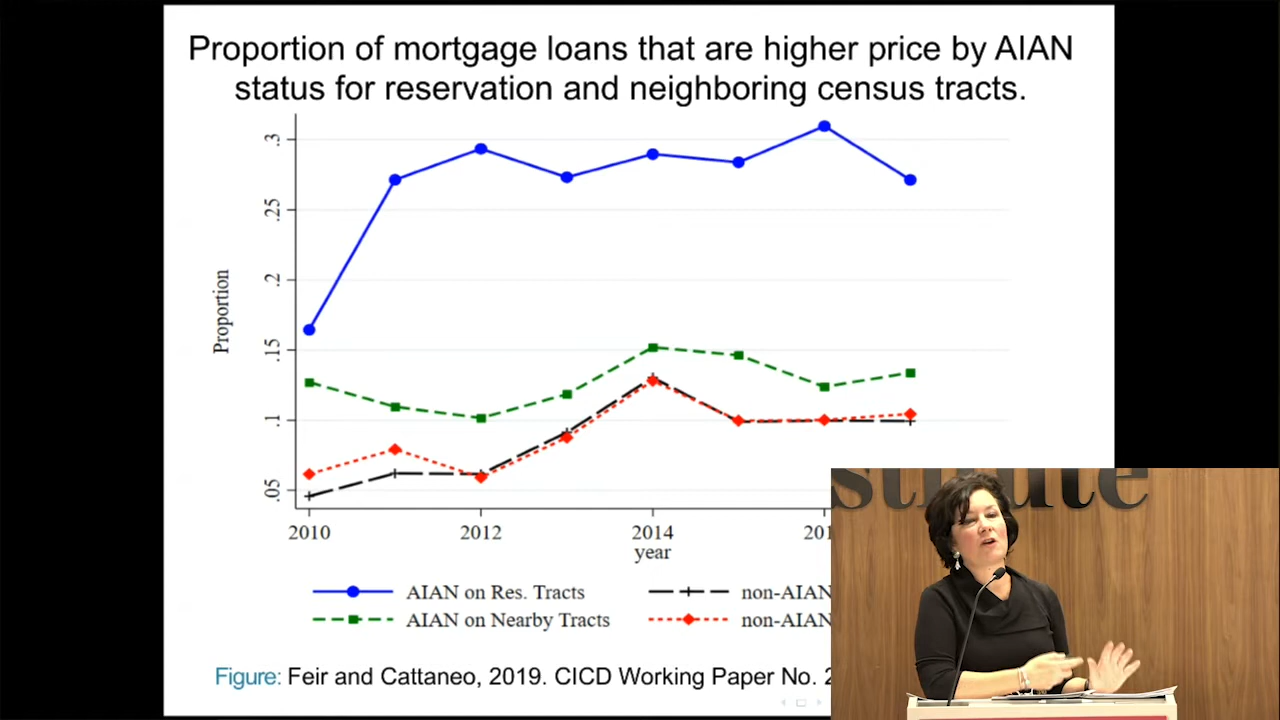 Proportion of mortgage loans that are higher price by AIAN
status for reservation and neighboring census tracts.
.3
.25
.2
.15
.1
.05
Proportion
2010 2012 2014
year
AIAN on Res. Tracts non-AIAN
AIAN on Nearby Tracts non-AIAN
Figure: Feir and Cattaneo, 2019. CICD Working Paper No.